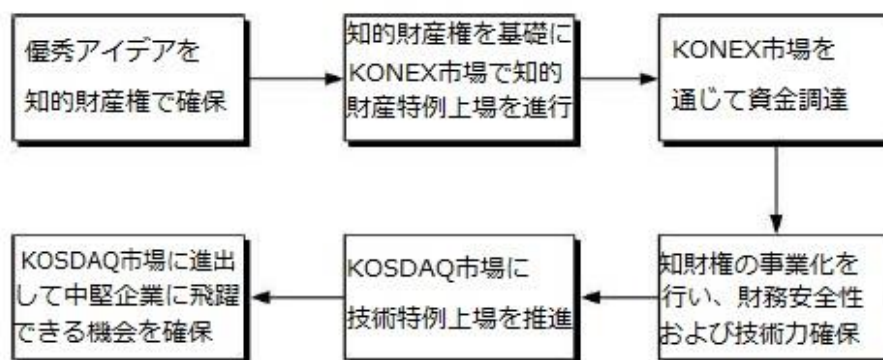 優秀アイデアを
知的財産権で確保
知的財産権を基礎に
KONEX市場で知的
財産特例上場を進行
KONEX市場を
通じて資金調達
知財権の事業化を
行い、財務安全性
および技術力確保
KOSDAQ市場に
技術特例上場を推進
KOSDAQ市場に進出
して中堅企業に飛躍
できる機会を確保